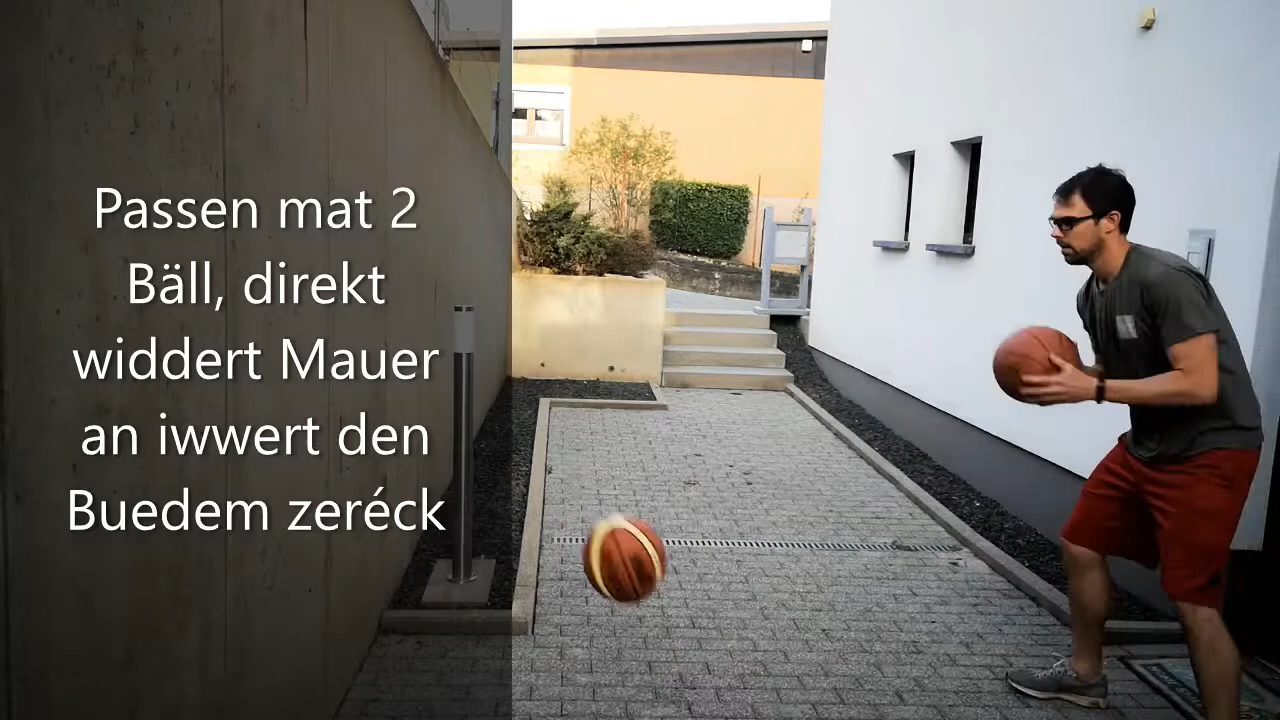 Passen mat 2
Bäll, direkt
widdert Mauer
an iwwert den
Buedem zeréck